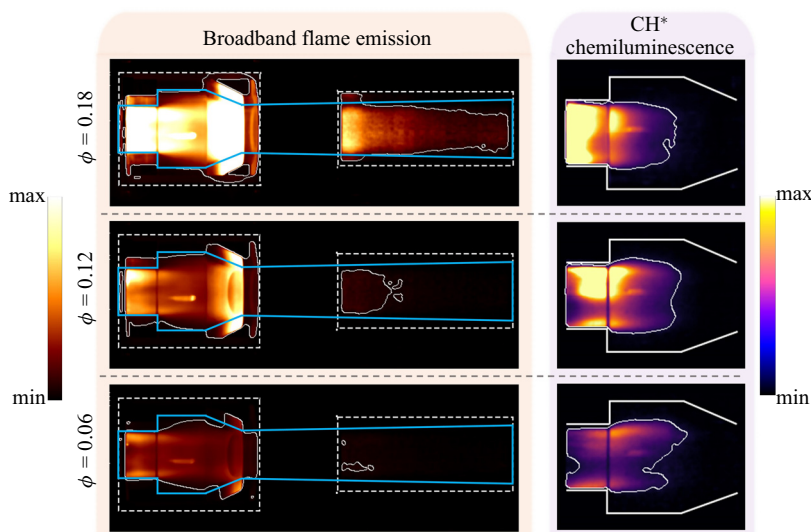 Broadband flame emission
CH*
chemiluminescence
ϕ = 0.18
max
max
ϕ = 0.12
min
min
ϕ = 0.06